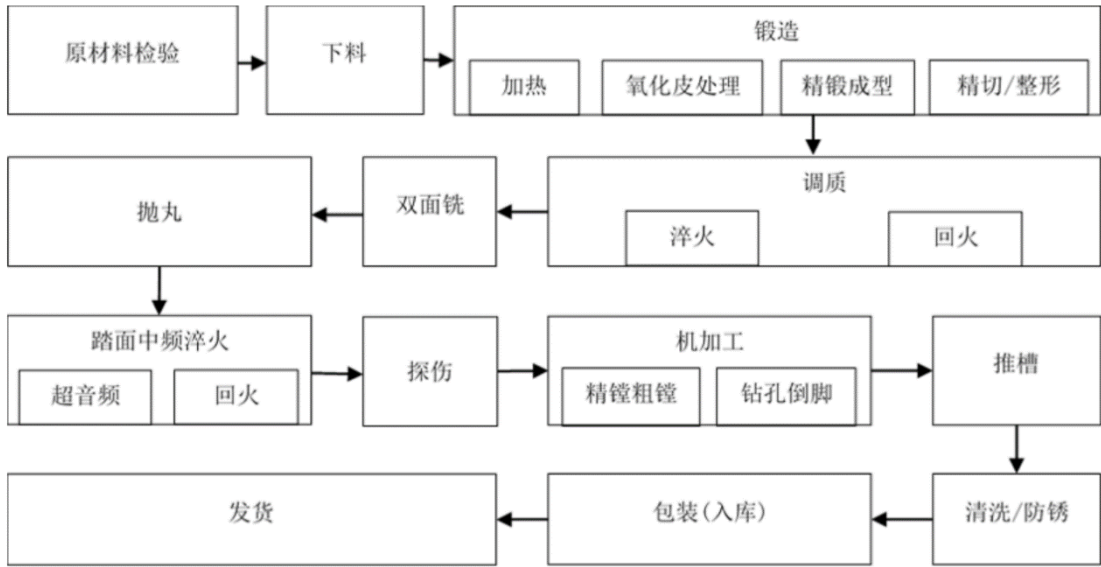 原材料检验
下料
锻造
加热
氧化皮处理
精锻成型
精切/整形
调质
淬火
回火
双面铣
抛丸
踏面中频淬火
超音频
回火
探伤
机加工
精镗粗镗
钻孔倒脚
推槽
清洗/防锈
包装(入库)
发货